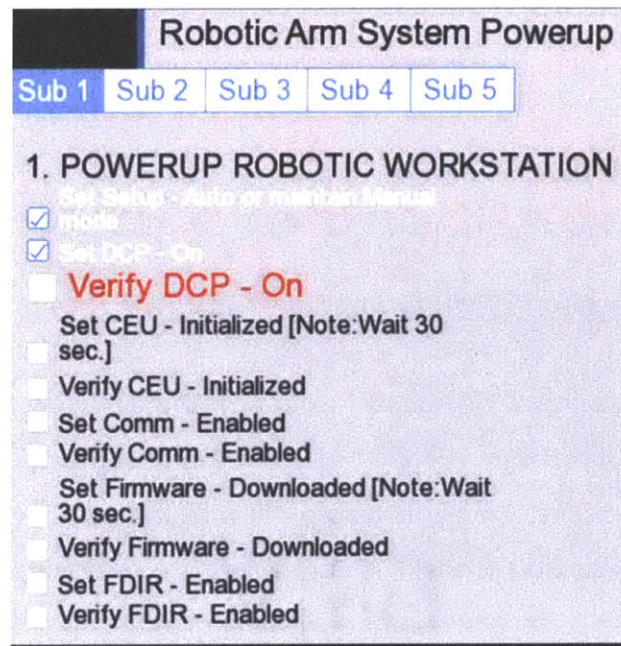 Robotic Arm System Powerup
Sub 1 Sub 2 Sub 3 Sub 4 Sub 5
1. POWERUP ROBOTIC WORKSTATION
Set Setup - Auto or maintain Manual
mode
Set DCP - On
Verify DCP - On
Set CEU - Initialized [Note:Wait 30
sec.]
Verify CEU - Initialized
Set Comm - Enabled
Verify Comm - Enabled
Set Firmware - Downloaded [Note:Wait
30 sec.]
Verify Firmware - Downloaded
Set FDIR - Enabled
Verify FDIR - Enabled